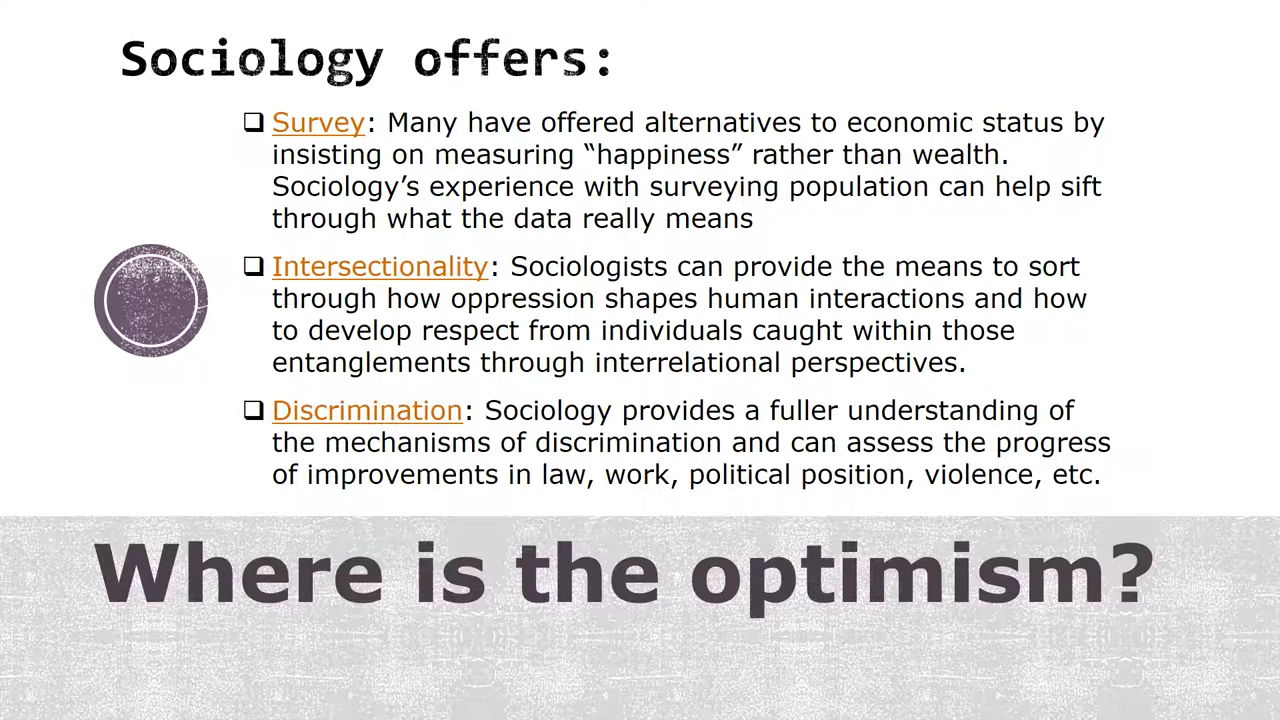 Sociology offers:
❑ Survey: Many have offered alternatives to economic status by
insisting on measuring “happiness” rather than wealth.
Sociology’s experience with surveying population can help sift
through what the data really means
❑ Intersectionality: Sociologists can provide the means to sort
through how oppression shapes human interactions and how
to develop respect from individuals caught within those
entanglements through interrelational perspectives.
❑ Discrimination: Sociology provides a fuller understanding of
the mechanisms of discrimination and can assess the progress
of improvements in law, work, political position, violence, etc.
Where is the optimism?